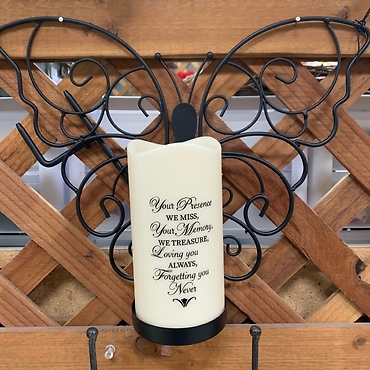 Your Presence
WE MISS,
Your Memory,
WE TREASURE,
Loving you
ALWAYS,
Forgetting you
Never